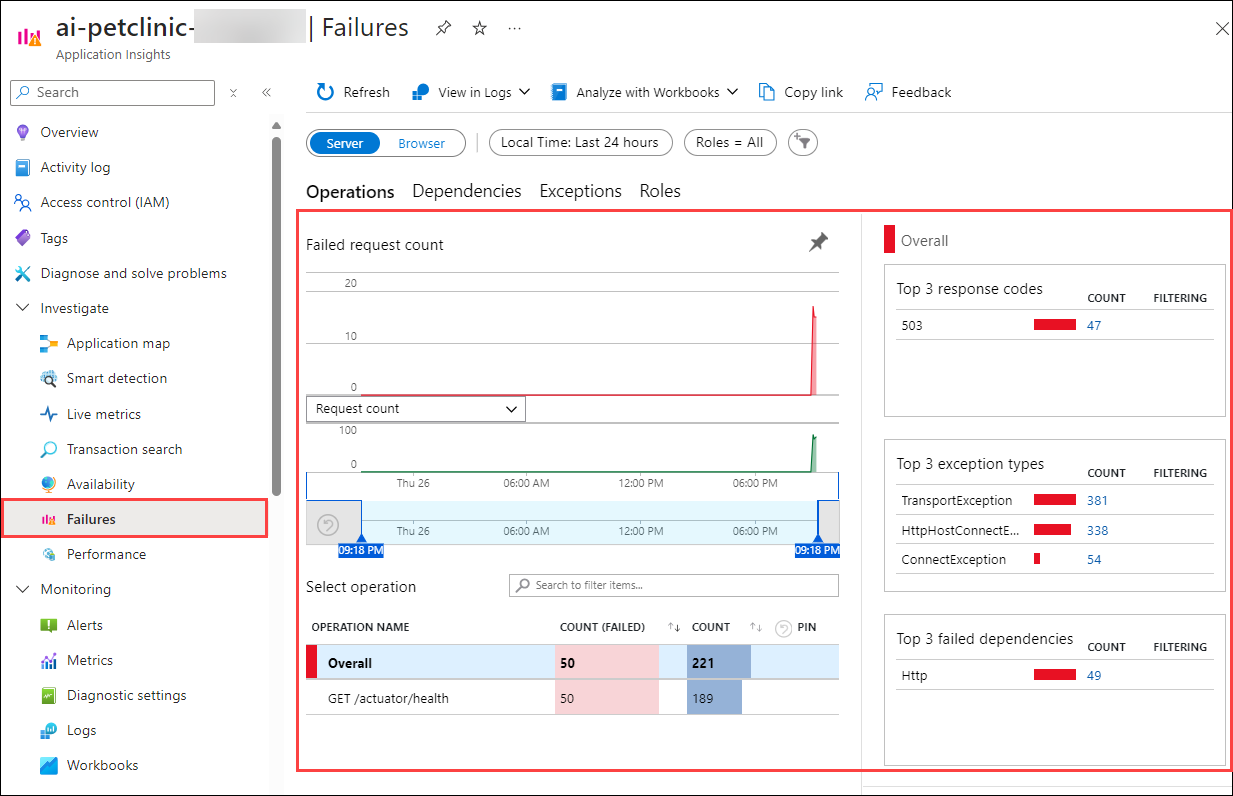 ai-petclinic- | Failures
Application Insights
Search
Refresh View in Logs Analyze with Workbooks Copy link Feedback
Overview
Activity log
Access control (IAM)
Tags
Diagnose and solve problems
Investigate
Application map
Smart detection
Live metrics
Transaction search
Availability
Failures
Performance
Monitoring
Alerts
Metrics
Diagnostic settings
Logs
Workbooks
Server Browser Local Time: Last 24 hours Roles = All
Operations Dependencies Exceptions Roles
Failed request count
20
10
0
Request count
100
0
Thu 26 06:00 AM 12:00 PM 06:00 PM
Thu 26 06:00 AM 12:00 PM 06:00 PM
09:18 PM 09:18 PM
Select operation Search to filter items...
OPERATION NAME COUNT (FAILED) COUNT PIN
Overall 50 221
GET /actuator/health 50 189
Overall
Top 3 response codes COUNT FILTERING
503 47
Top 3 exception types COUNT FILTERING
TransportException 381
HttpHostConnectE... 338
ConnectException 54
Top 3 failed dependencies COUNT FILTERING
Http 49